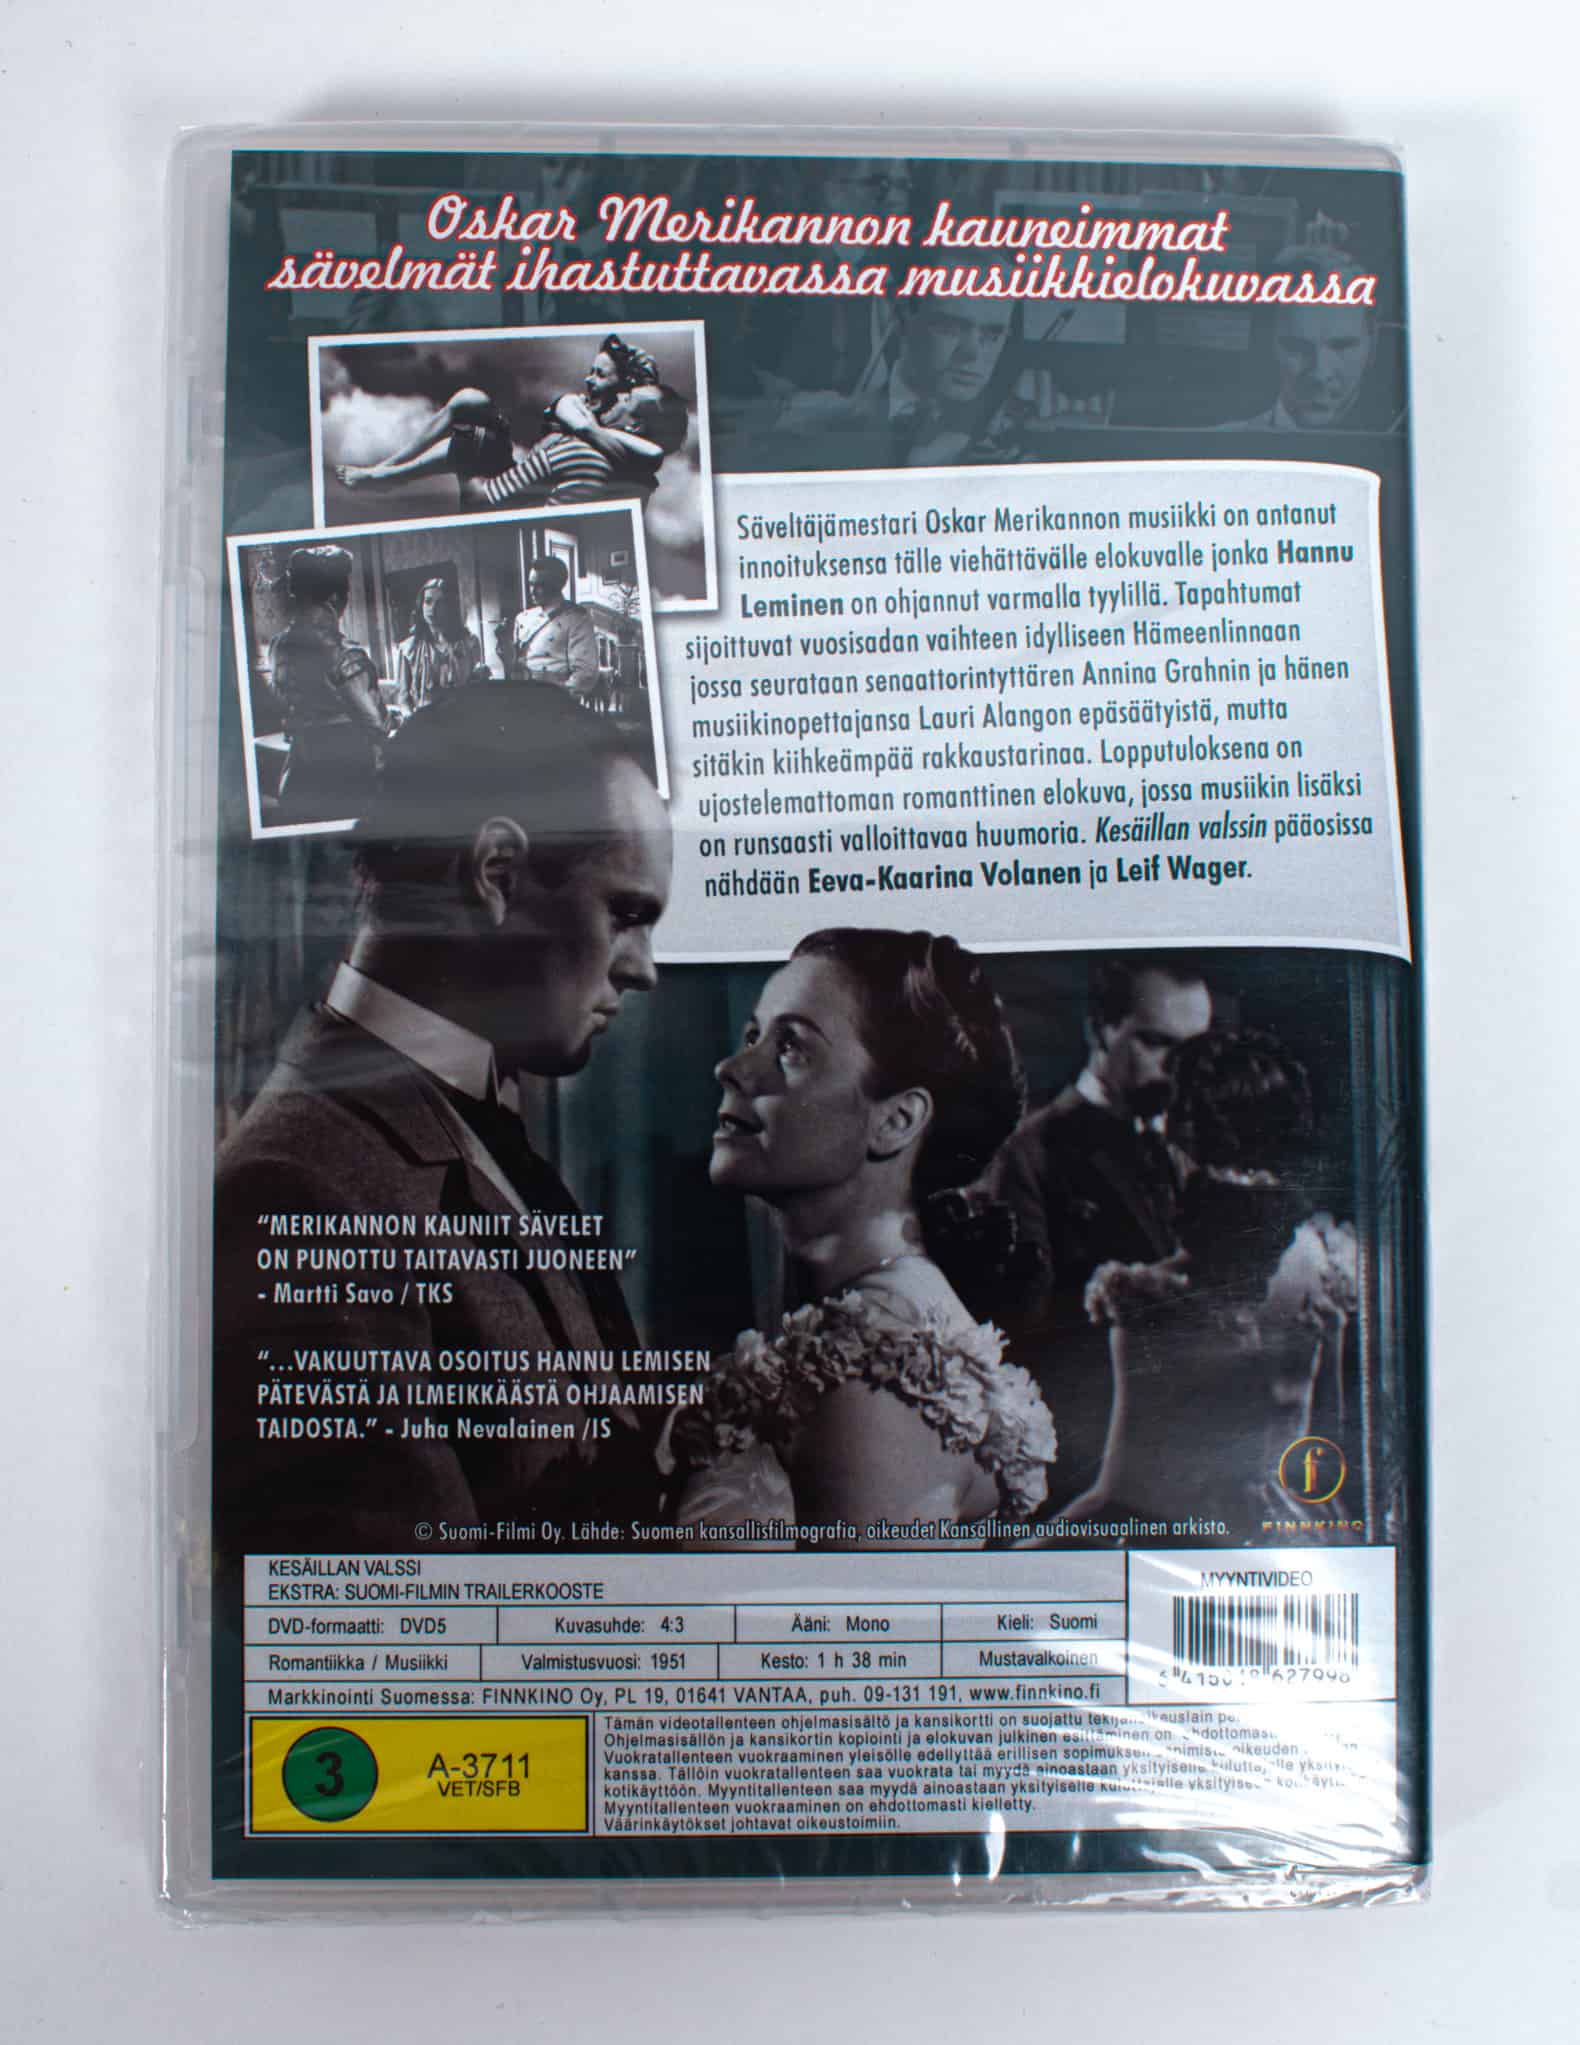 Oskar Merikannon kauneimmat
sävelmät ihastuttavassa musiikkielokuvassa
Säveltäjämestari Oskar Merikannon musiikki on antanut
innoituksensa tälle viehättävälle elokuvalle jonka Hannu
Leminen on ohjannut varmalla tyylillä. Tapahtumat
sijoittuvat vuosisadan vaihteen idylliseen Hämeenlinnaan
jossa seurataan senaattorintyttären Annina Grahnin ja hänen
musiikinopettajansa Lauri Alangon epäsäätyistä, mutta
sitäkin kiihkeämpää rakkaustarinaa. Lopputuloksena on
ujostelemattoman romanttinen elokuva, jossa musiikin lisäksi
on runsaasti valloittavaa huumoria. Kesäillan valssin pääosissa
nähdään Eeva-Kaarina Volanen ja Leif Wager.
"MERIKANNON KAUNIIT SÄVELET
ON PUNOTTU TAITAVASTI JUONEEN"
- Martti Savo / TKS
"...VAKUUTTAVA OSOITUS HANNU LEMISEN
PÄTEVÄSTÄ JA ILMEIKKÄÄSTÄ OHJAAMISEN
TAIDOSTA." - Juha Nevalainen /IS
f
FINNKINO
© Suomi-Filmi Oy. Lähde: Suomen kansallisfilmografia, oikeudet Kansallinen audiovisuaalinen arkisto.
KESÄILLAN VALSSI
EKSTRA: SUOMI-FILMIN TRAILERKOOSTE
DVD-formaatti: DVD5 Kuvasuhde: 4:3 Ääni: Mono Kieli: Suomi
Romantiikka / Musiikki Valmistusvuosi: 1951 Kesto: 1 h 38 min Mustavalkoinen
Markkinointi Suomessa: FINNKINO Oy, PL 19, 01641 VANTAA, puh. 09-131 191, www.finnkino.fi
MYYNTIVIDEO
3
A-3711
VET/SFB
Tämän videotallenteen ohjelmasisältö ja kansikortti on suojattu
Ohjelmasisällön ja kansikortin kopiointi ja elokuvan julkinen esittäminen on
Vuokratallenteen vuokraaminen yleisölle edellyttää erillisen sopimuksen
kanssa. Tällöin vuokratallenteen saa vuokrata tai myydä ainoastaan yksityiselle
kotikäyttöön. Myyntitallenteen saa myydä ainoastaan yksityiselle
Myyntitallenteen vuokraaminen on ehdottomasti kielletty.
Väärinkäytökset johtavat oikeustoimiin.